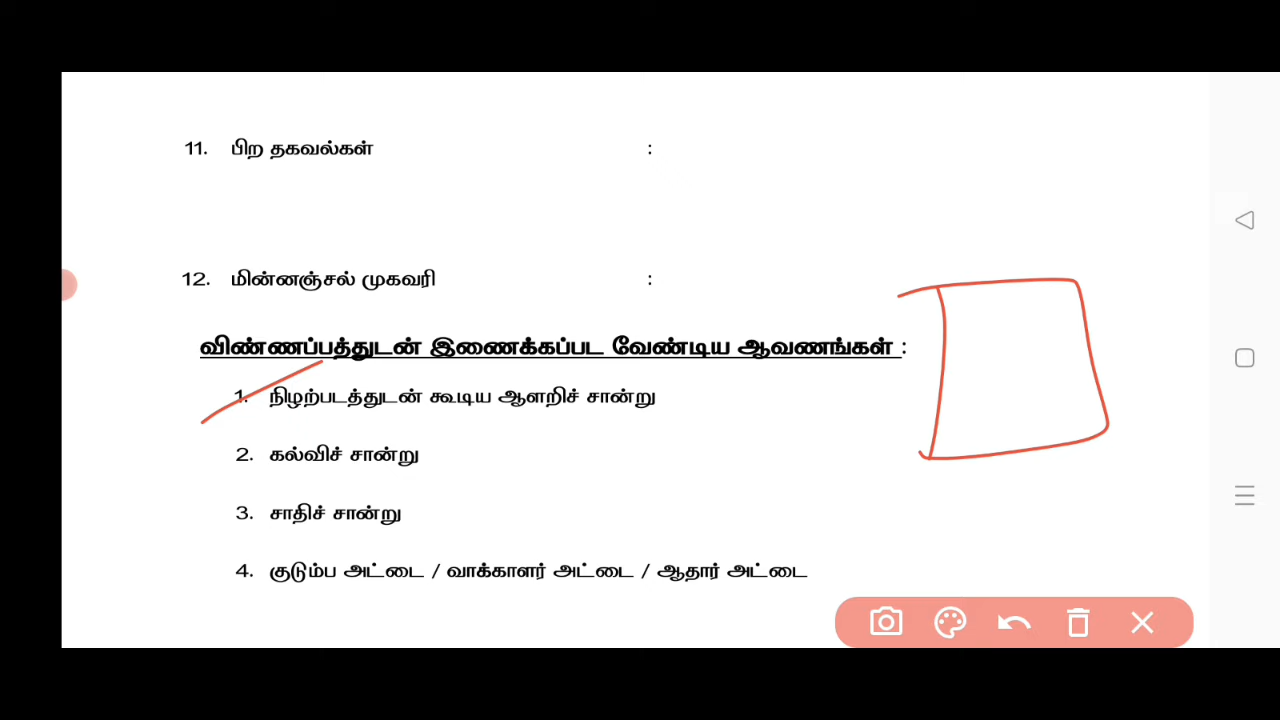 11. பிற தகவல்கள் :
12. மின்னஞ்சல் முகவரி :
விண்ணப்பத்துடன் இணைக்கப்பட வேண்டிய ஆவணங்கள் :
1. நிழற்படத்துடன் கூடிய ஆளறிச் சான்று
2. கல்விச் சான்று
3. சாதிச் சான்று
4. குடும்ப அட்டை / வாக்காளர் அட்டை / ஆதார் அட்டை